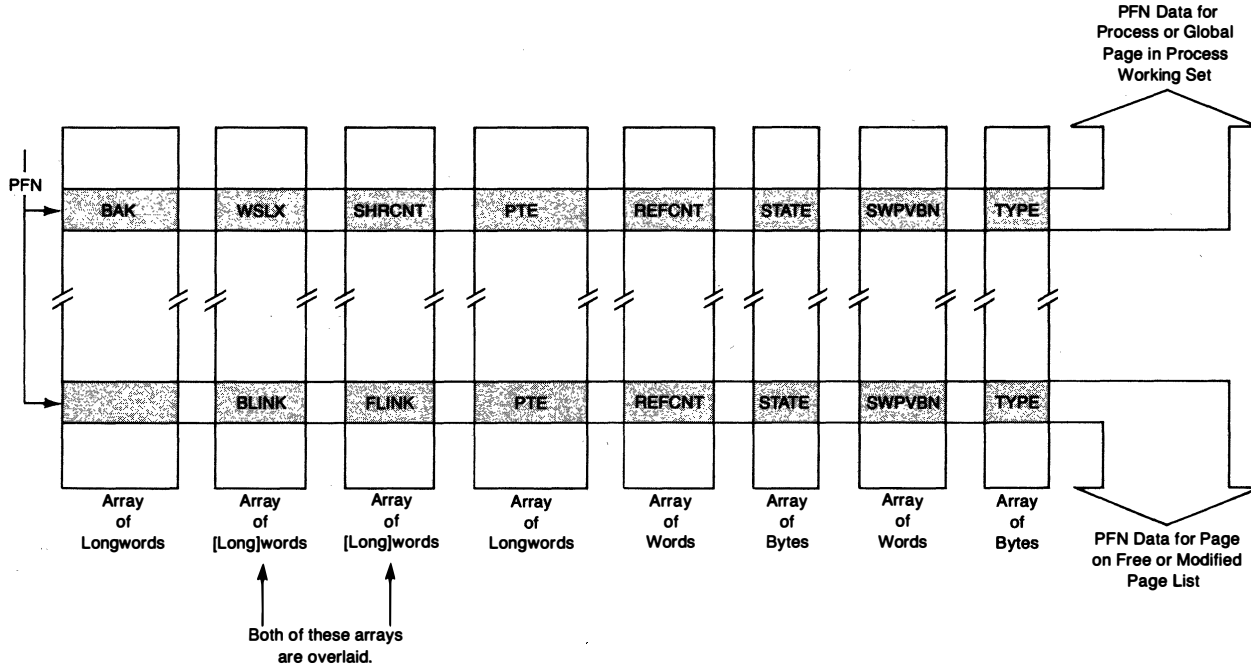 PFN Data for
Process or Global
Page in Process
Working Set
PFN
BAK
WSLX
SHRCNT
PTE
REFCNT
STATE
SWPVBN
TYPE
BLINK
FLINK
PTE
REFCNT
STATE
SWPVBN
TYPE
Array
of
Longwords
Array
of
[Long]words
Array
of
[Long]words
Array
of
Longwords
Array
of
Words
Array
of
Bytes
Array
of
Words
Array
of
Bytes
PFN Data for Page
on Free or Modified
Page List
Both of these arrays
are overlaid.